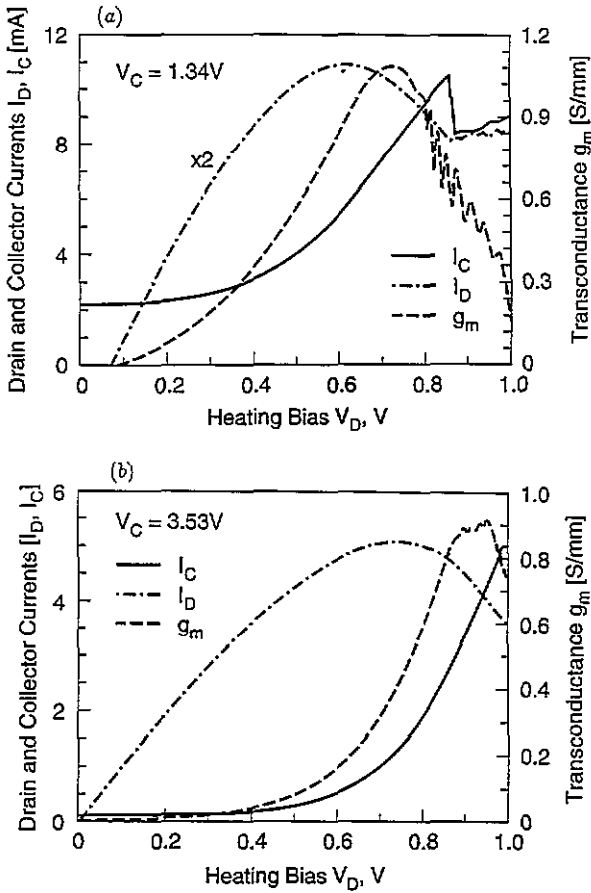 (a)
Drain and Collector Currents I_D, I_C [mA]
12
8
4
0
V_C = 1.34V
x2
I_C
I_D
g_m
1.2
0.9
0.6
0.3
0
Transconductance g_m [S/mm]
0
0.2
0.4
0.6
0.8
1.0
Heating Bias V_D, V
(b)
Drain and Collector Currents [I_D, I_C]
6
4
2
0
V_C = 3.53V
I_C
I_D
g_m
1.0
0.8
0.6
0.4
0.2
0.0
Transconductance g_m [S/mm]
0
0.2
0.4
0.6
0.8
1.0
Heating Bias V_D, V